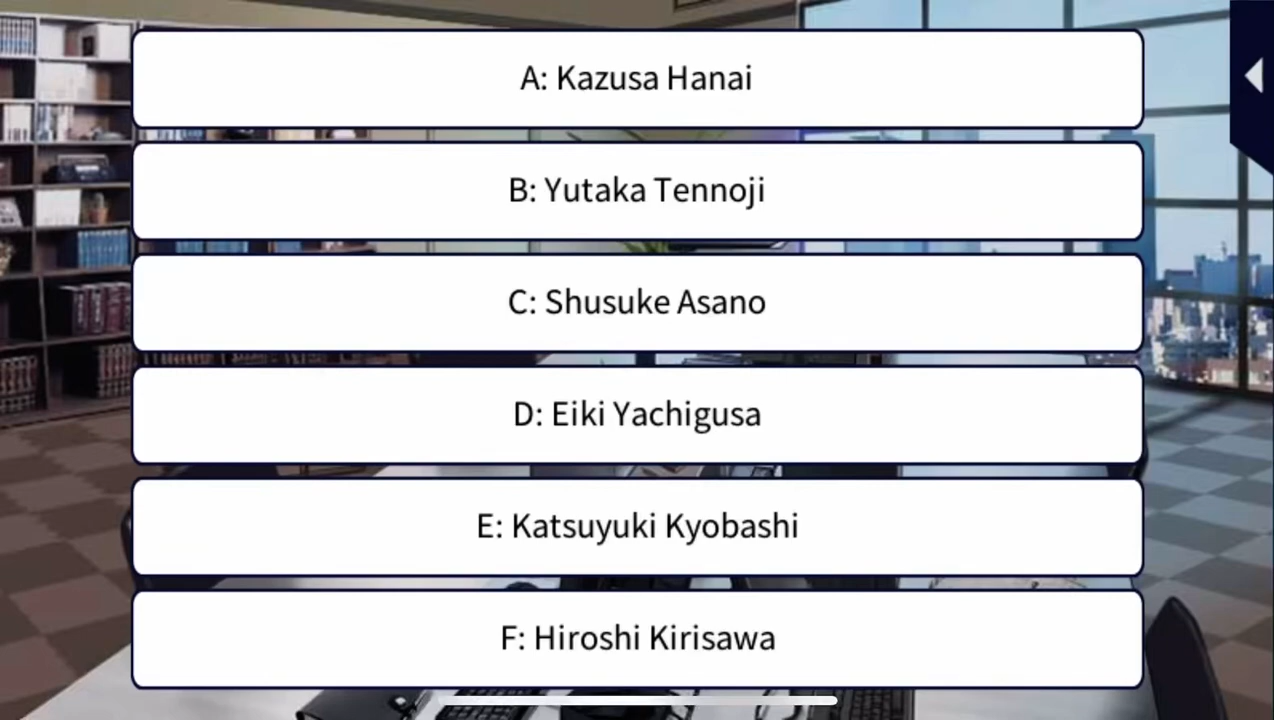 A: Kazusa Hanai
B: Yutaka Tennoji
C: Shusuke Asano
D: Eiki Yachigusa
E: Katsuyuki Kyobashi
F: Hiroshi Kirisawa